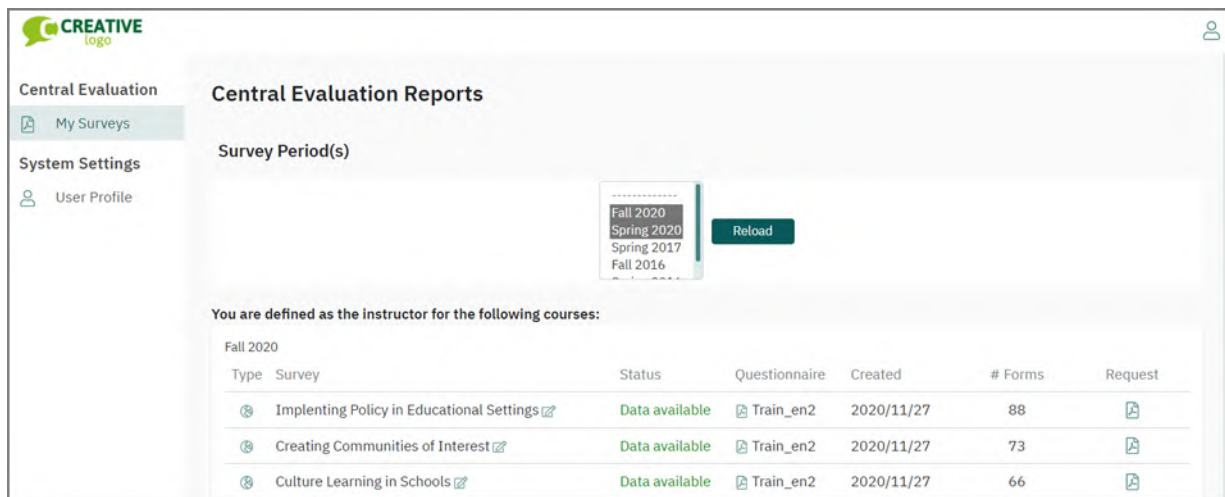 CREATIVE
logo
Central Evaluation
My Surveys
System Settings
User Profile
Central Evaluation Reports
Survey Period(s)
-------------
Fall 2020
Spring 2020
Spring 2017
Fall 2016
Reload
You are defined as the instructor for the following courses:
Fall 2020
Type Survey Status Questionnaire Created # Forms Request
Implenting Policy in Educational Settings Data available Train_en2 2020/11/27 88
Creating Communities of Interest Data available Train_en2 2020/11/27 73
Culture Learning in Schools Data available Train_en2 2020/11/27 66